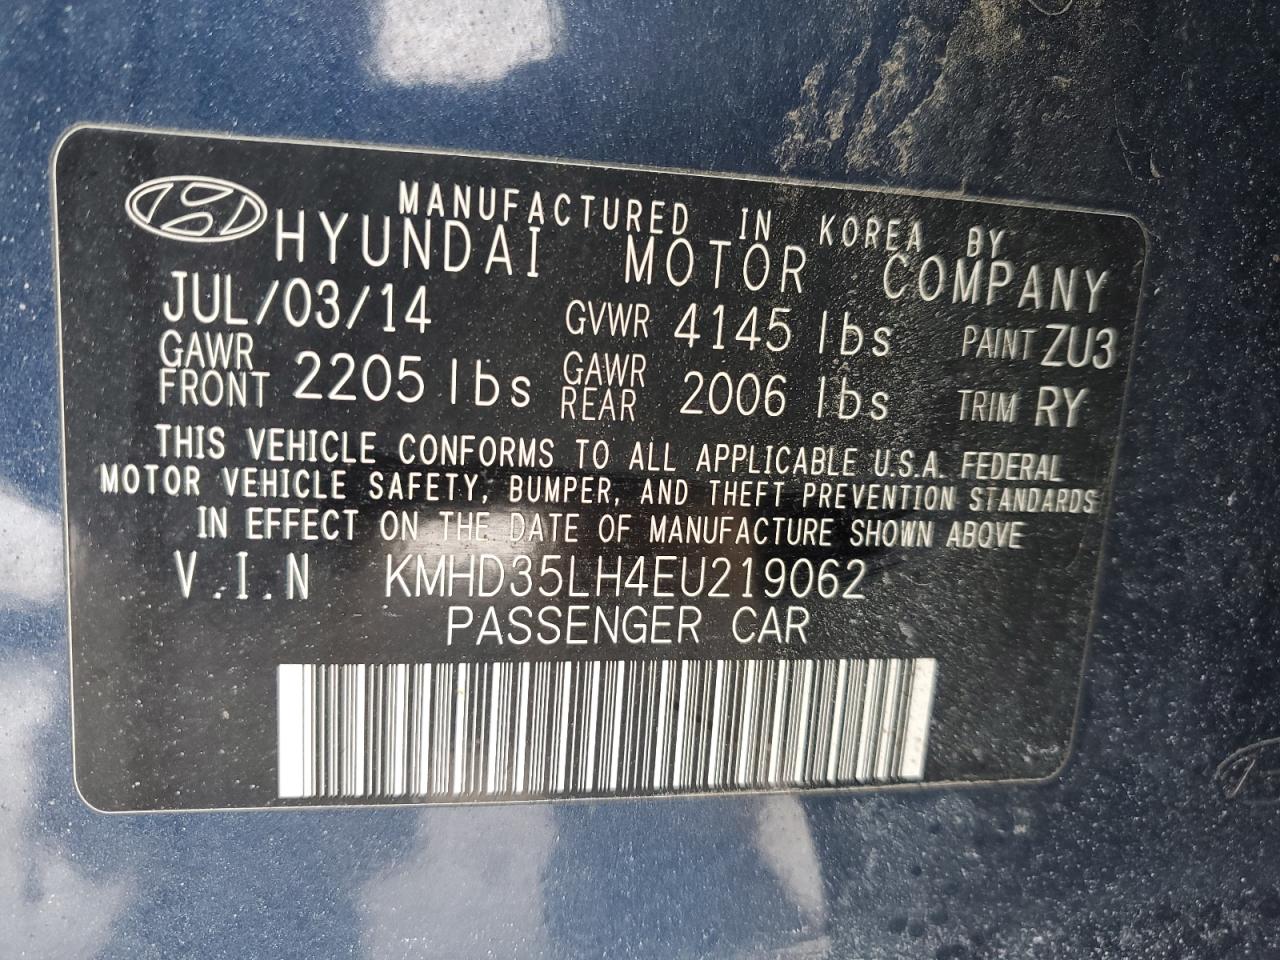 MANUFACTURED IN KOREA BY
HYUNDAI MOTOR COMPANY
JUL/03/14 GVWR 4145 lbs PAINT ZU3
GAWR FRONT 2205 lbs GAWR REAR 2006 lbs TRIM RY
THIS VEHICLE CONFORMS TO ALL APPLICABLE U.S.A. FEDERAL
MOTOR VEHICLE SAFETY, BUMPER, AND THEFT PREVENTION STANDARDS
IN EFFECT ON THE DATE OF MANUFACTURE SHOWN ABOVE
V.I.N KMHD35LH4EU219062
PASSENGER CAR